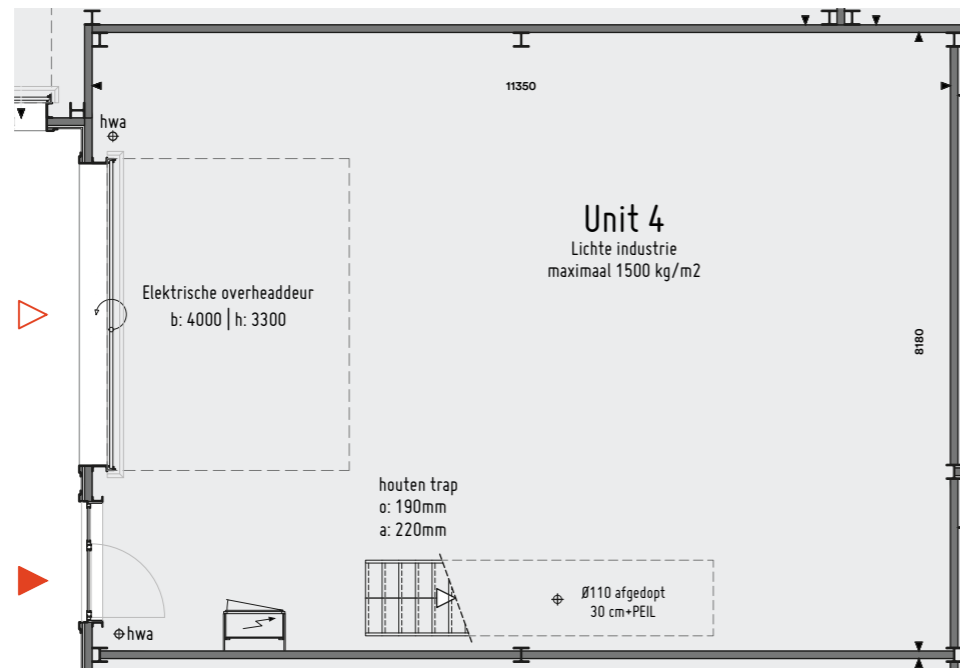 11350
hwa
Unit 4
Lichte industrie
maximaal 1500 kg/m2
Elektrische overheaddeur
b: 4000 | h: 3300
8180
houten trap
o: 190mm
a: 220mm
Ø110 afgedopt
30 cm+PEIL
hwa